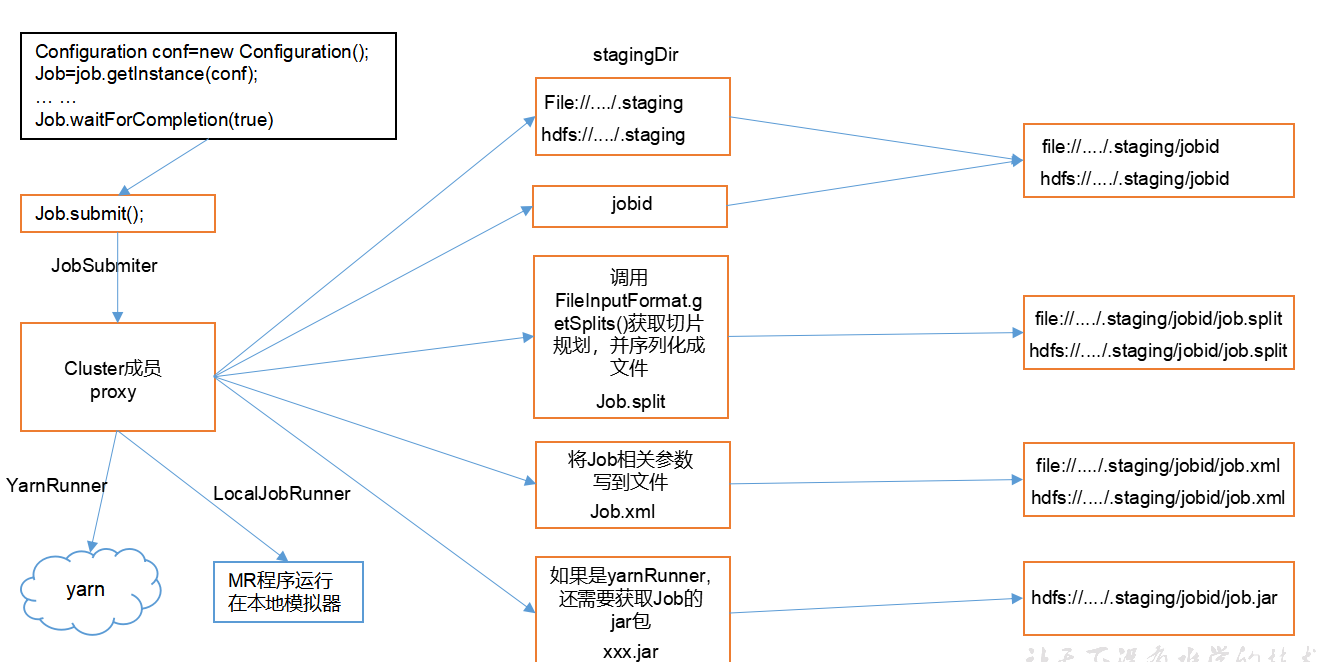 Configuration conf=new Configuration();
Job=job.getInstance(conf);
... ...
Job.waitForCompletion(true)
Job.submit();
JobSubmiter
Cluster成员
proxy
YarnRunner
LocalJobRunner
yarn
MR程序运行
在本地模拟器
stagingDir
File://..../.staging
hdfs://..../.staging
jobid
调用
FileInputFormat.g
etSplits()获取切片
规划，并序列化成
文件
Job.split
将Job相关参数
写到文件
Job.xml
如果是yarnRunner,
还需要获取Job的
jar包
xxx.jar
file://..../.staging/jobid
hdfs://..../.staging/jobid
file://..../.staging/jobid/job.split
hdfs://..../.staging/jobid/job.split
file://..../.staging/jobid/job.xml
hdfs://..../.staging/jobid/job.xml
hdfs://..../.staging/jobid/job.jar